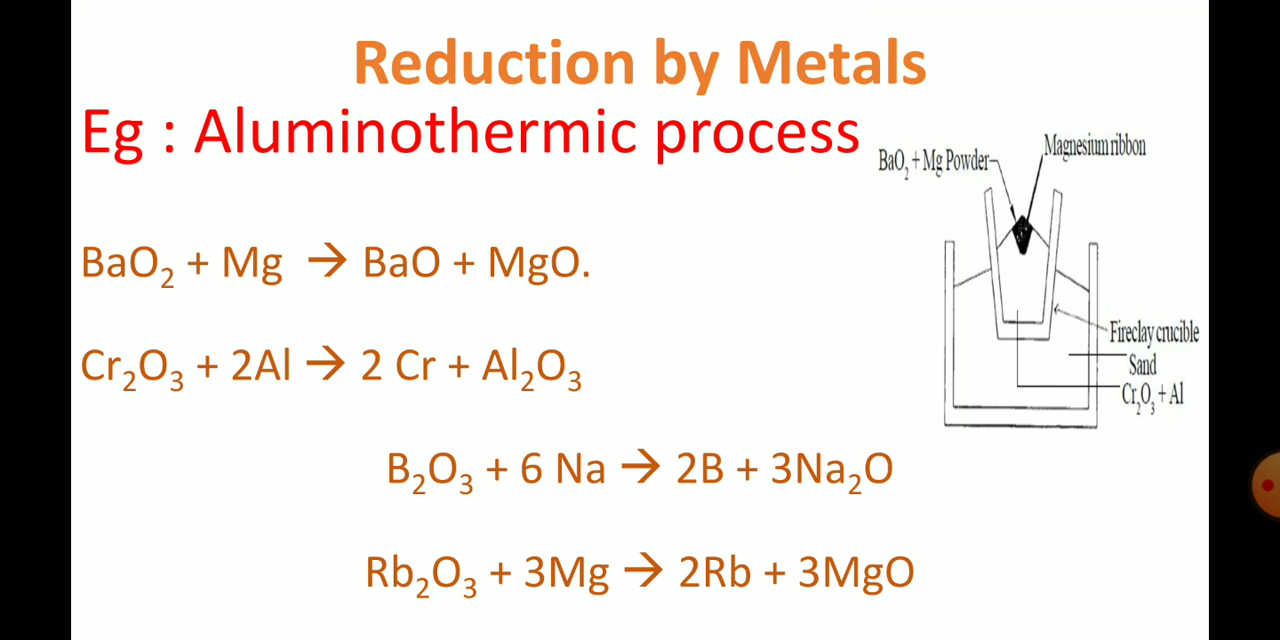 Reduction by Metals
Eg : Aluminothermic process
BaO₂ + Mg Powder
Magnesium ribbon
BaO₂ + Mg → BaO + MgO.
Fireclay crucible
Sand
Cr₂O₃ + Al
Cr₂O₃ + 2Al → 2 Cr + Al₂O₃
B₂O₃ + 6 Na → 2B + 3Na₂O
Rb₂O₃ + 3Mg → 2Rb + 3MgO